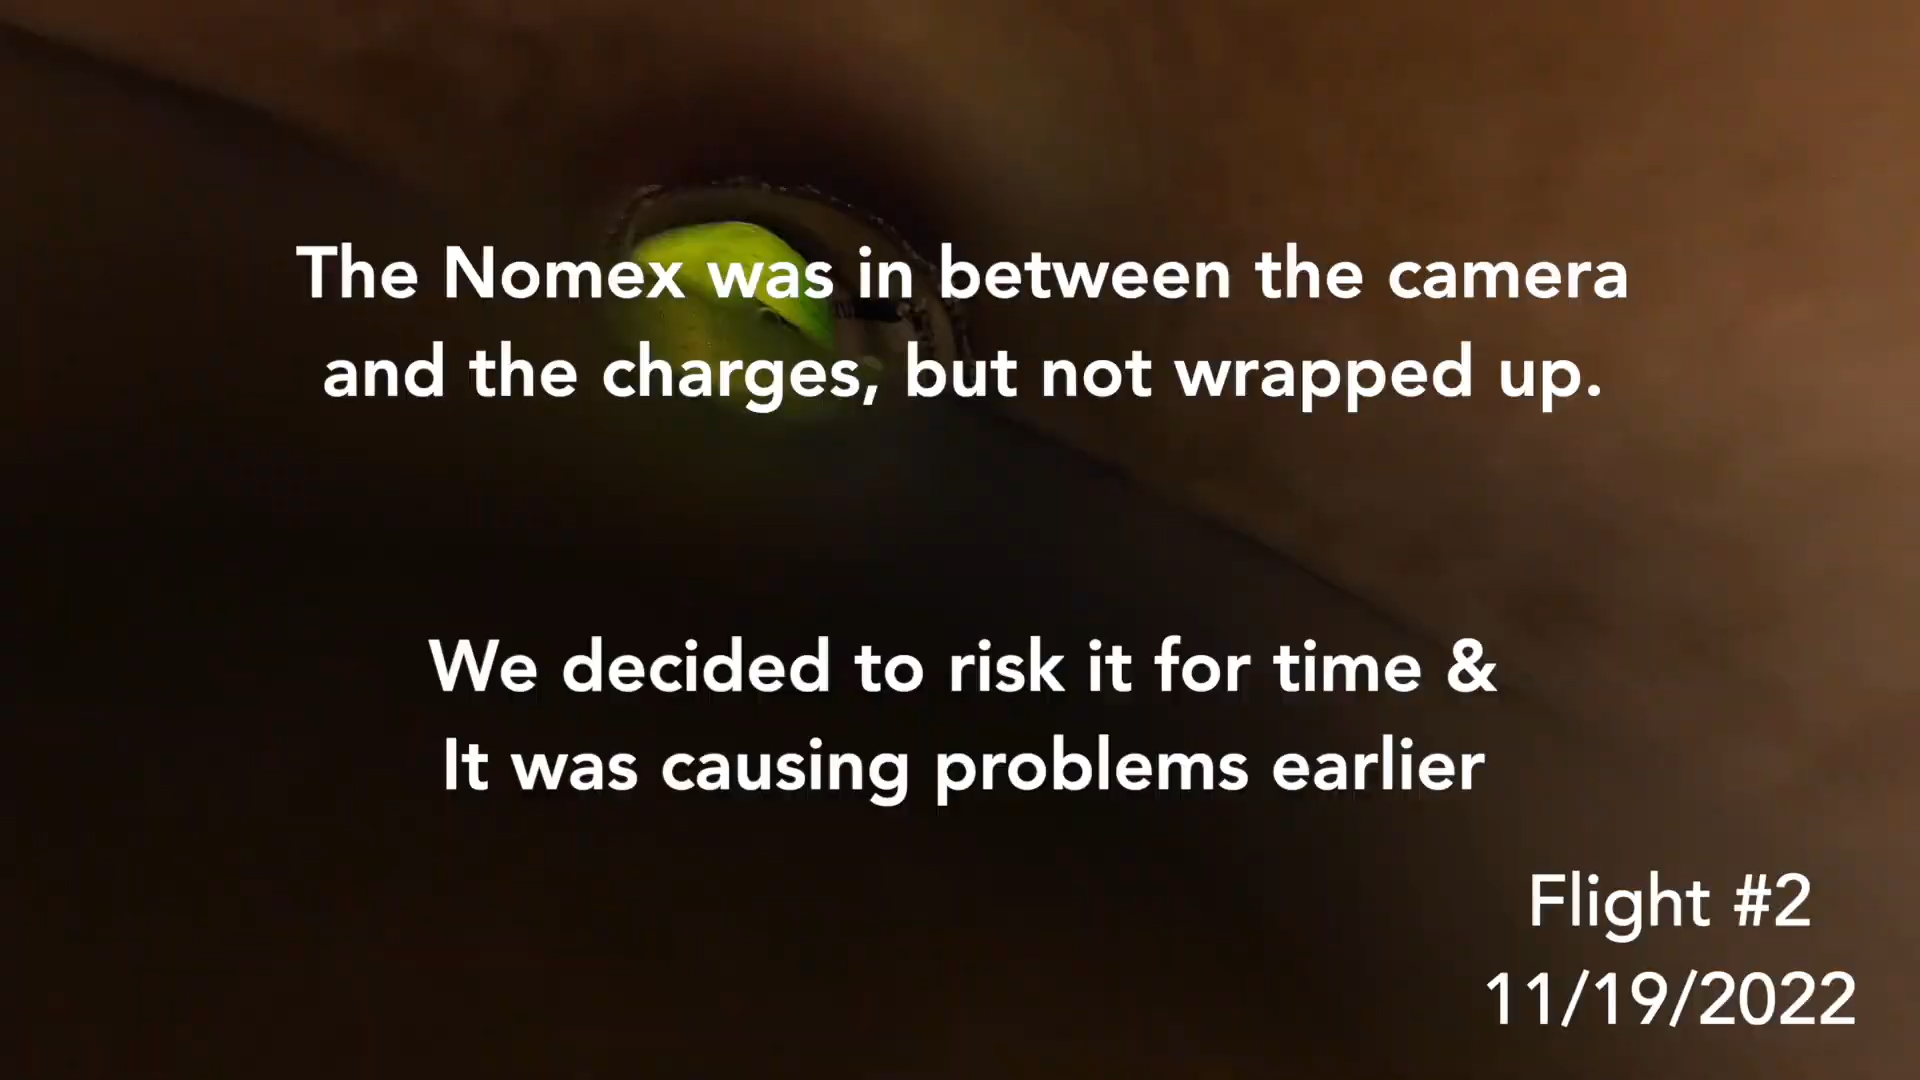 The Nomex was in between the camera
and the charges, but not wrapped up.
We decided to risk it for time &
It was causing problems earlier
Flight #2
11/19/2022